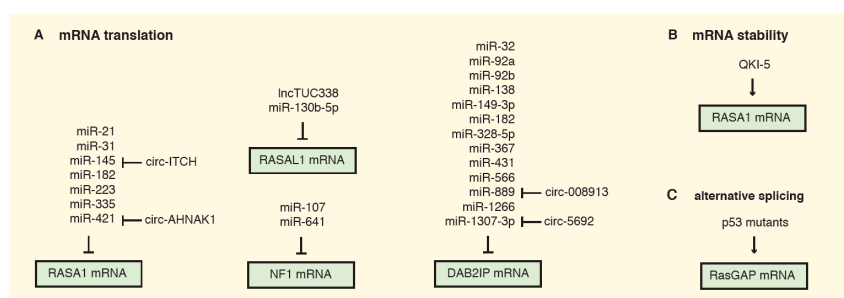 A mRNA translation
miR-21
miR-31
miR-145
circ-ITCH
miR-182
miR-223
miR-335
miR-421
circ-AHNAK1
RASA1 mRNA
lncTUC338
miR-130b-5p
RASAL1 mRNA
miR-107
miR-641
NF1 mRNA
miR-32
miR-92a
miR-92b
miR-138
miR-149-3p
miR-182
miR-328-5p
miR-367
miR-431
miR-566
miR-889
circ-008913
miR-1266
miR-1307-3p
circ-5692
DAB2IP mRNA
B mRNA stability
QKI-5
RASA1 mRNA
C alternative splicing
p53 mutants
RasGAP mRNA